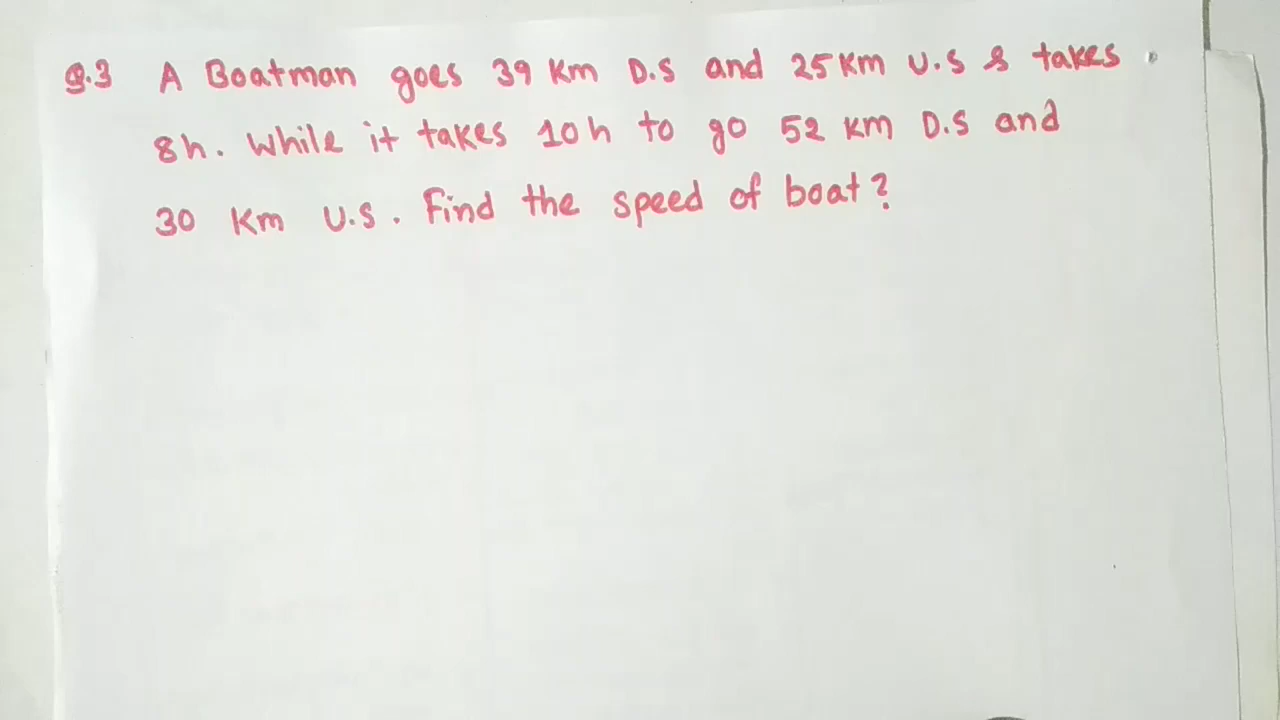 Q.3 A Boatman goes 39 Km D.S and 25 Km U.S & takes
8h. While it takes 10h to go 52 Km D.S and
30 Km U.S. Find the speed of boat?